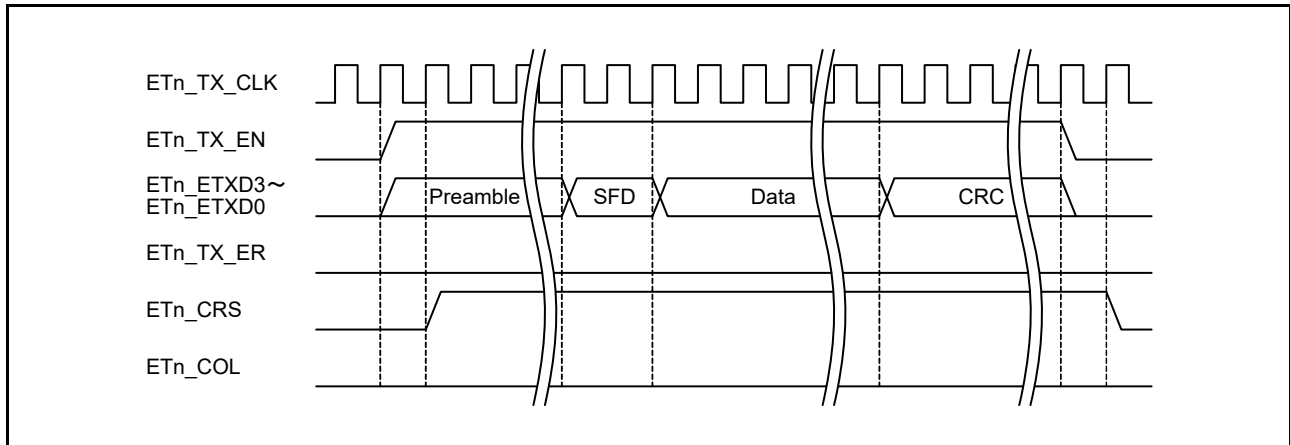 ETn_TX_CLK
ETn_TX_EN
ETn_ETXD3～
ETn_ETXD0
Preamble SFD Data CRC
ETn_TX_ER
ETn_CRS
ETn_COL